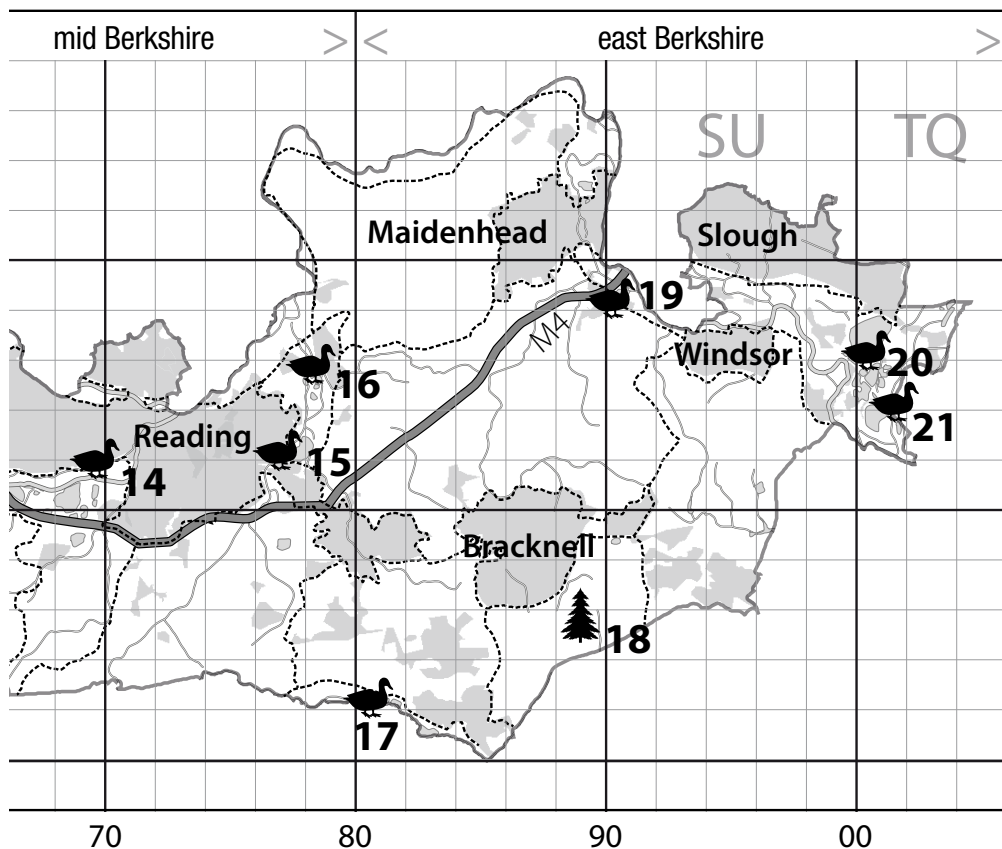 mid Berkshire > < east Berkshire >
SU TQ
Maidenhead
Slough
19
M4
Windsor
20
16
21
Reading
15
14
Bracknell
18
17
70 80 90 00